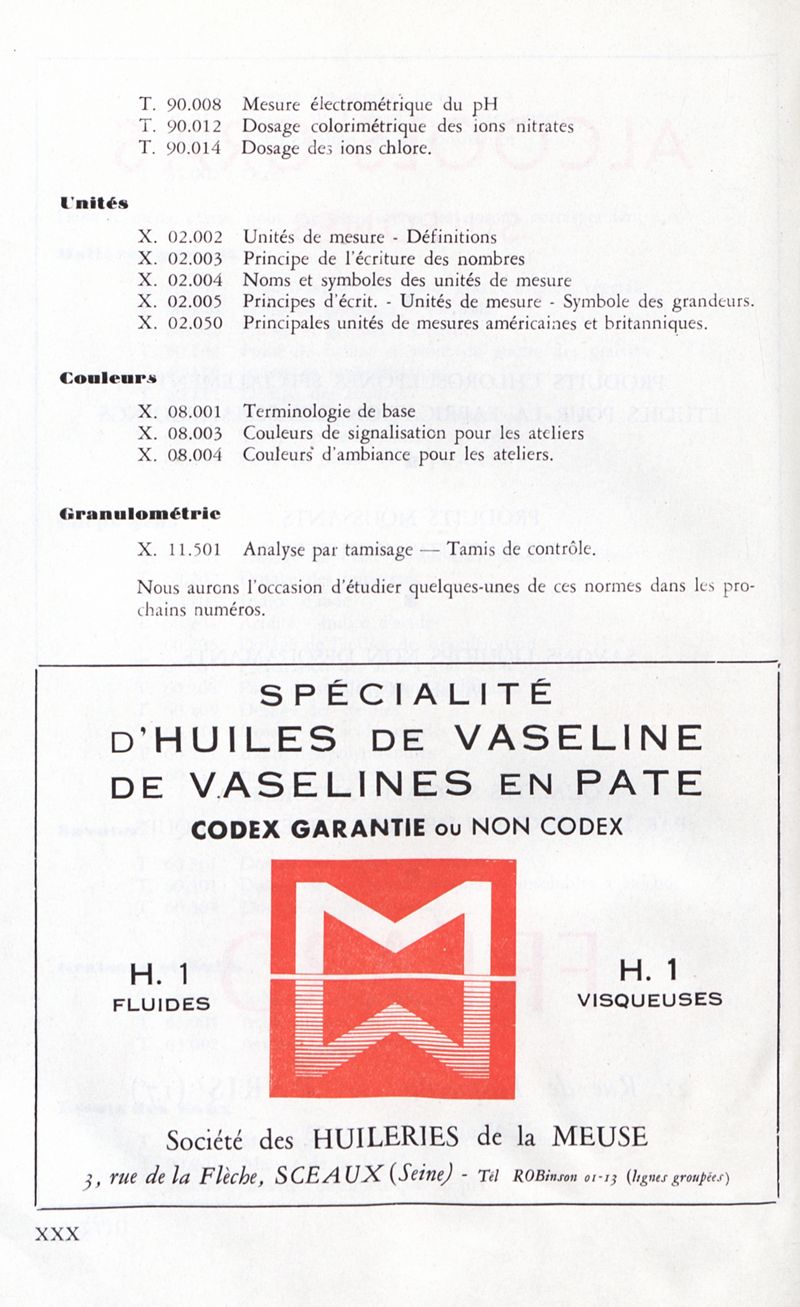 T. 90.008 Mesure électrométrique du pH
T. 90.012 Dosage colorimétrique des ions nitrates
T. 90.014 Dosage des ions chlore.
Unités
X. 02.002 Unités de mesure - Définitions
X. 02.003 Principe de l'écriture des nombres
X. 02.004 Noms et symboles des unités de mesure
X. 02.005 Principes d'écrit. - Unités de mesure - Symbole des grandeurs.
X. 02.050 Principales unités de mesures américaines et britanniques.
Couleurs
X. 08.001 Terminologie de base
X. 08.003 Couleurs de signalisation pour les ateliers
X. 08.004 Couleurs d'ambiance pour les ateliers.
Granulométrie
X. 11.501 Analyse par tamisage — Tamis de contrôle.
Nous aurons l'occasion d'étudier quelques-unes de ces normes dans les pro-
chains numéros.
SPÉCIALITÉ
D'HUILES DE VASELINE
DE VASELINES EN PATE
CODEX GARANTIE ou NON CODEX
H. 1
FLUIDES
M
H. 1
VISQUEUSES
Société des HUILERIES de la MEUSE
3, rue de la Flèche, SCEAUX (Seine) - Tél ROBinson 01-13 (lignes groupées)
XXX